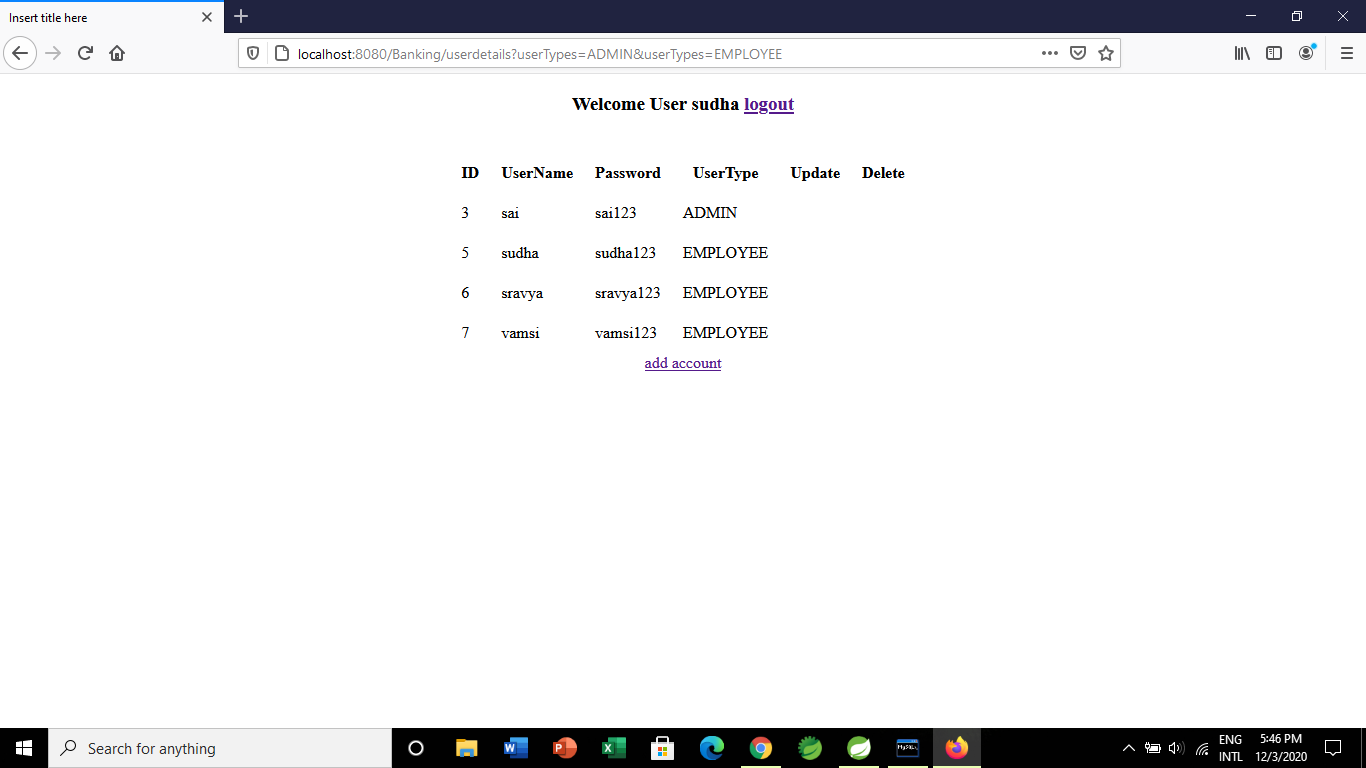 Insert title here
localhost:8080/Banking/userdetails?userTypes=ADMIN&userTypes=EMPLOYEE
Welcome User sudha logout
ID UserName Password UserType Update Delete
3 sai sai123 ADMIN
5 sudha sudha123 EMPLOYEE
6 sravya sravya123 EMPLOYEE
7 vamsi vamsi123 EMPLOYEE
add account
Search for anything
ENG 5:46 PM
INTL 12/3/2020